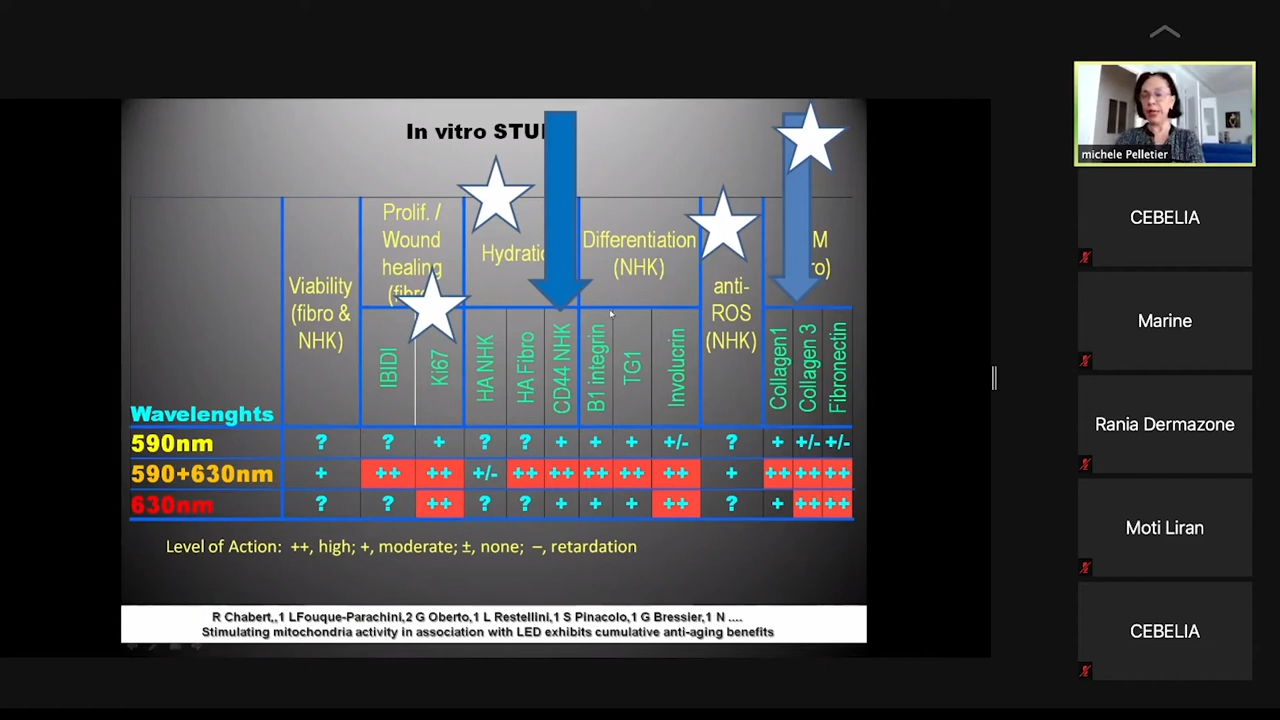 In vitro STU
Prolif. /
Wound
healing
(fibro
Hydratio
Differentiation
(NHK)
M
ro)
Viability
(fibro &
NHK)
anti-
ROS
(NHK)
IBIDI
Ki67
HA NHK
HA Fibro
CD44 NHK
B1 integrin
TG1
Involucrin
Collagen1
Collagen 3
Fibronectin
Wavelenghts
590nm ? ? + ? ? + + + +/- ? + +/- +/-
590+630nm + ++ ++ +/- ++ ++ ++ ++ ++ + ++ ++ ++
630nm ? ? ++ ? ? + + + ++ ? + ++ ++
Level of Action: ++, high; +, moderate; ±, none; –, retardation
R Chabert,,1 LFouque-Parachini,2 G Oberto,1 L Restellini,1 S Pinacolo,1 G Bressier,1 N ....
Stimulating mitochondria activity in association with LED exhibits cumulative anti-aging benefits
michele Pelletier
CEBELIA
Marine
Rania Dermazone
Moti Liran
CEBELIA